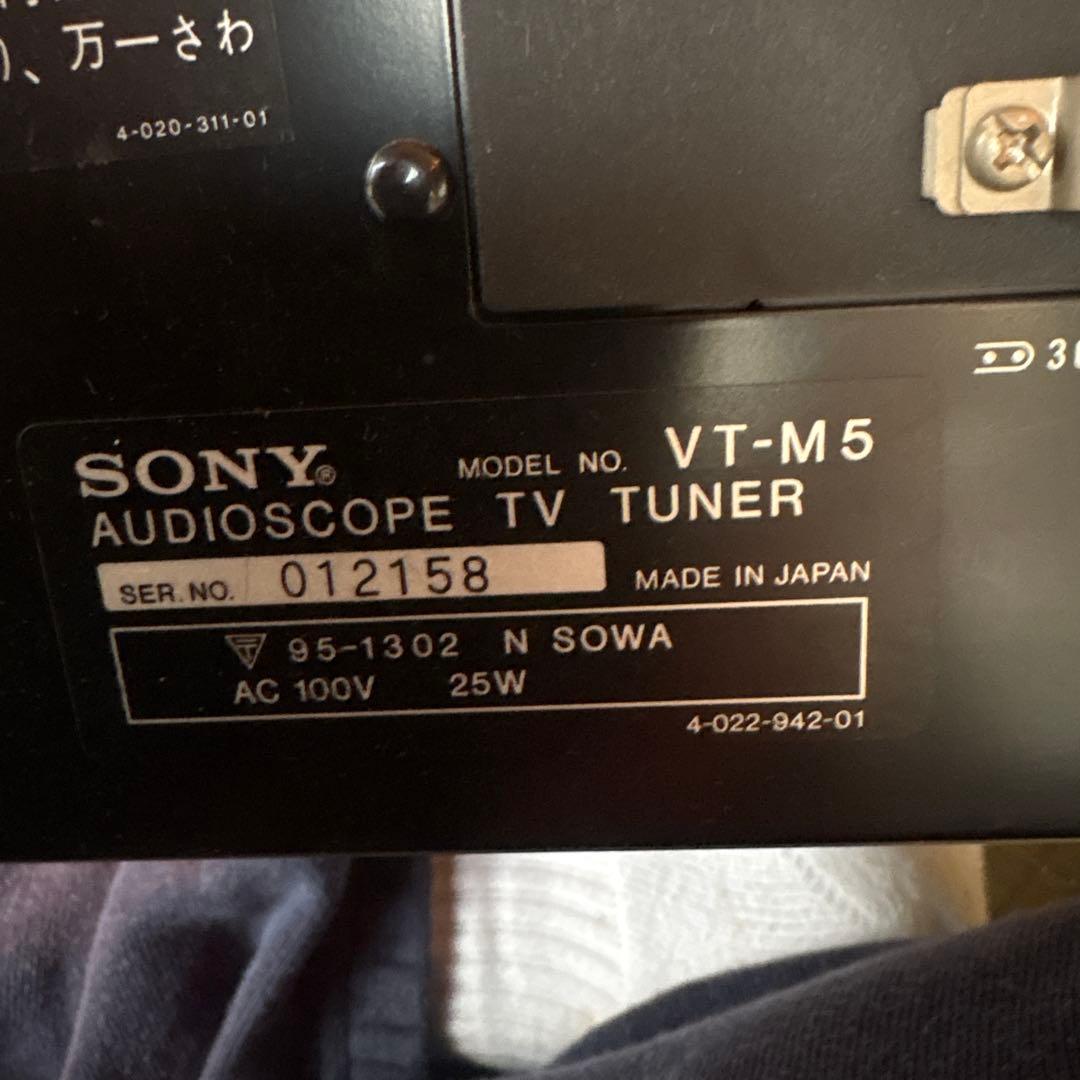 )、万一さわ
4-020-311-01
SONY®
MODEL NO. VT-M5
AUDIOSCOPE TV TUNER
SER. NO. 012158
MADE IN JAPAN
95-1302 N SOWA
AC 100V 25W
4-022-942-01
3